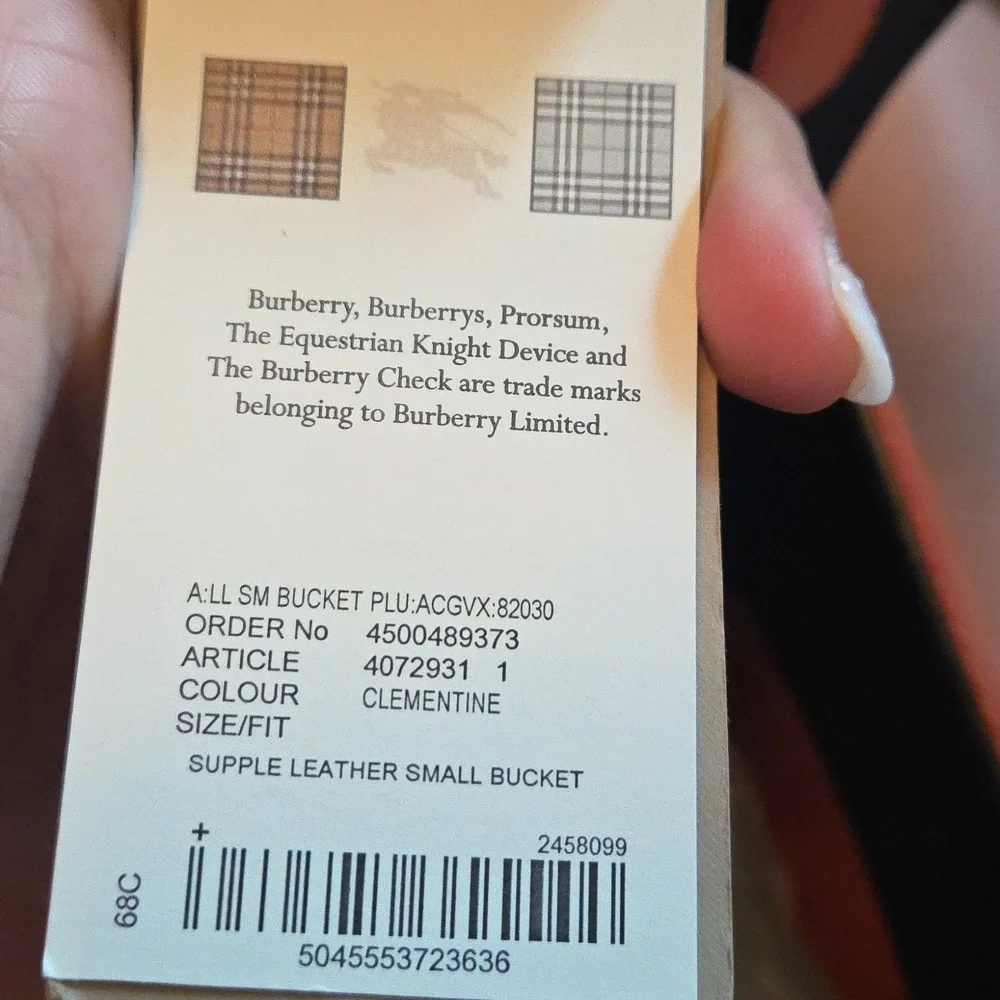 Burberry, Burberrys, Prorsum,
The Equestrian Knight Device and
The Burberry Check are trade marks
belonging to Burberry Limited.
A:LL SM BUCKET PLU:ACGVX:82030
ORDER No 4500489373
ARTICLE 4072931 1
COLOUR CLEMENTINE
SIZE/FIT
SUPPLE LEATHER SMALL BUCKET
+
2458099
68C
5045553723636